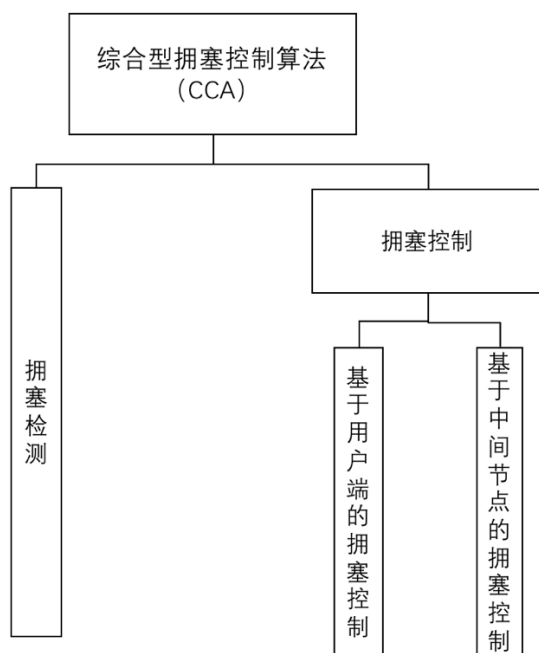 综合型拥塞控制算法
（CCA）
拥塞控制
拥塞检测
基于用户端的拥塞控制
基于中间节点的拥塞控制